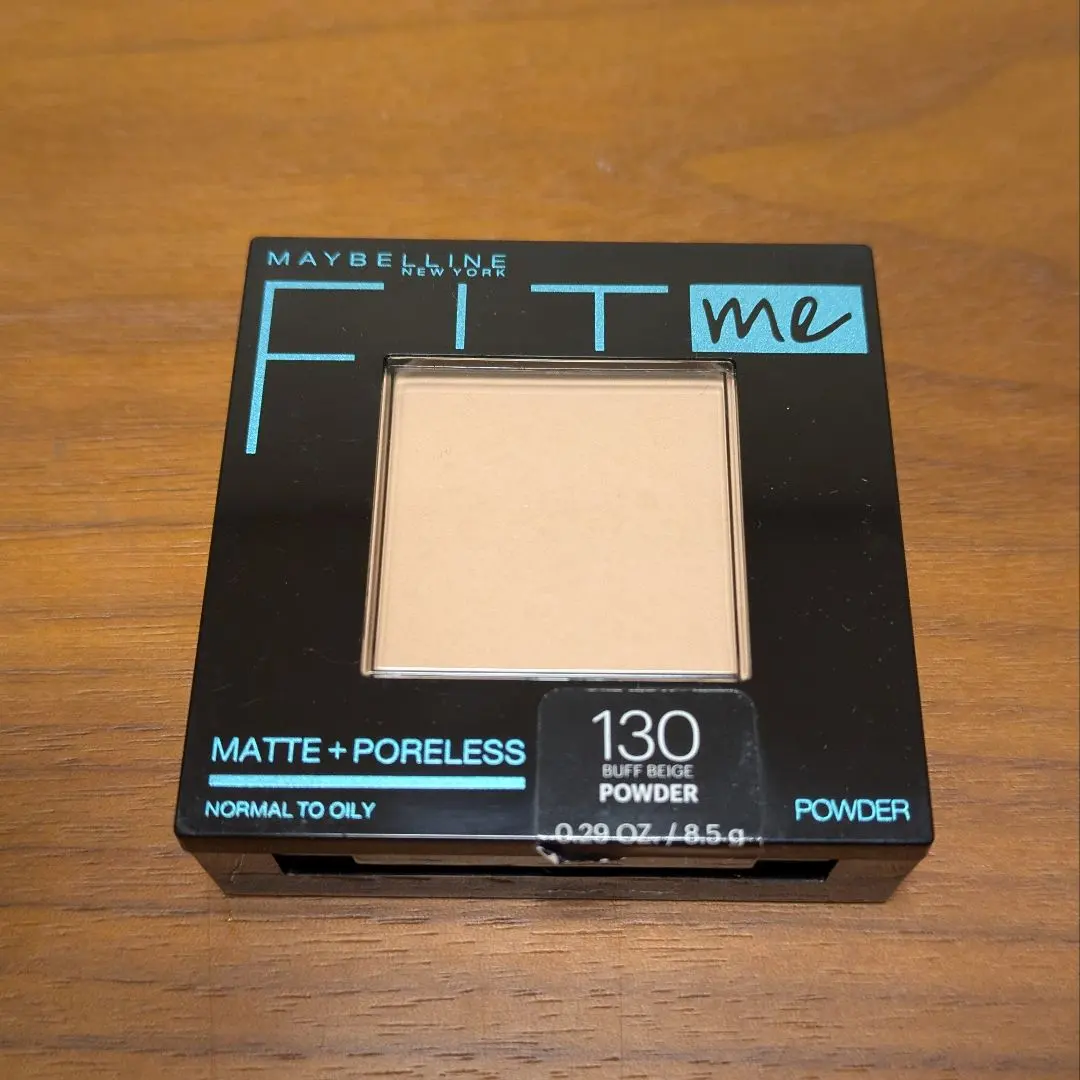 MAYBELLINE
NEW YORK
FIT me
MATTE + PORELESS
NORMAL TO OILY
130
BUFF BEIGE
POWDER
0.29 OZ. / 8.5 g
POWDER